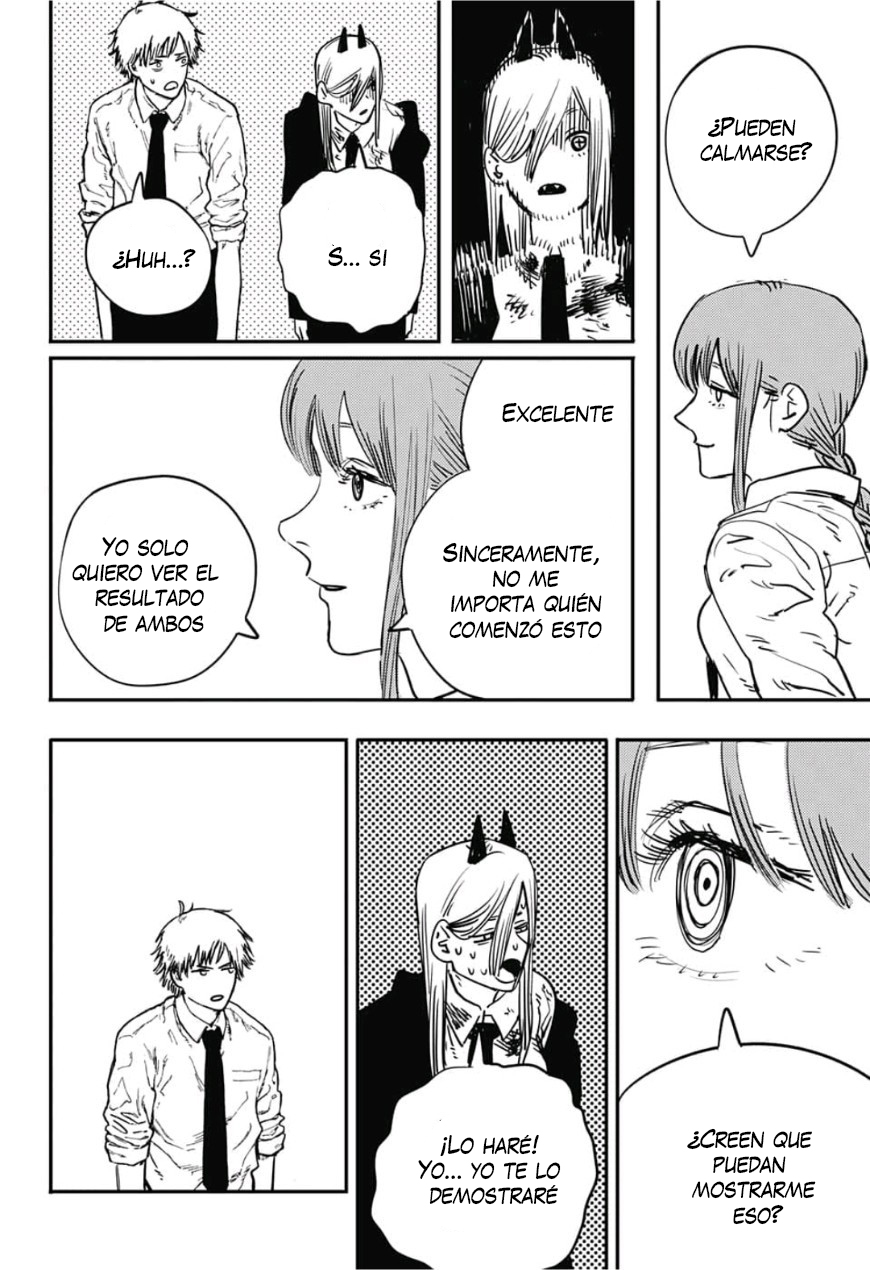 ¿Pueden
calmarse?
S... si
¿Huh...?
Excelente
Sinceramente,
no me
importa quién
comenzó esto
Yo solo
quiero ver el
resultado
de ambos
¿Creen que
puedan
mostrarme
eso?
¡Lo haré!
Yo... yo te lo
demostraré